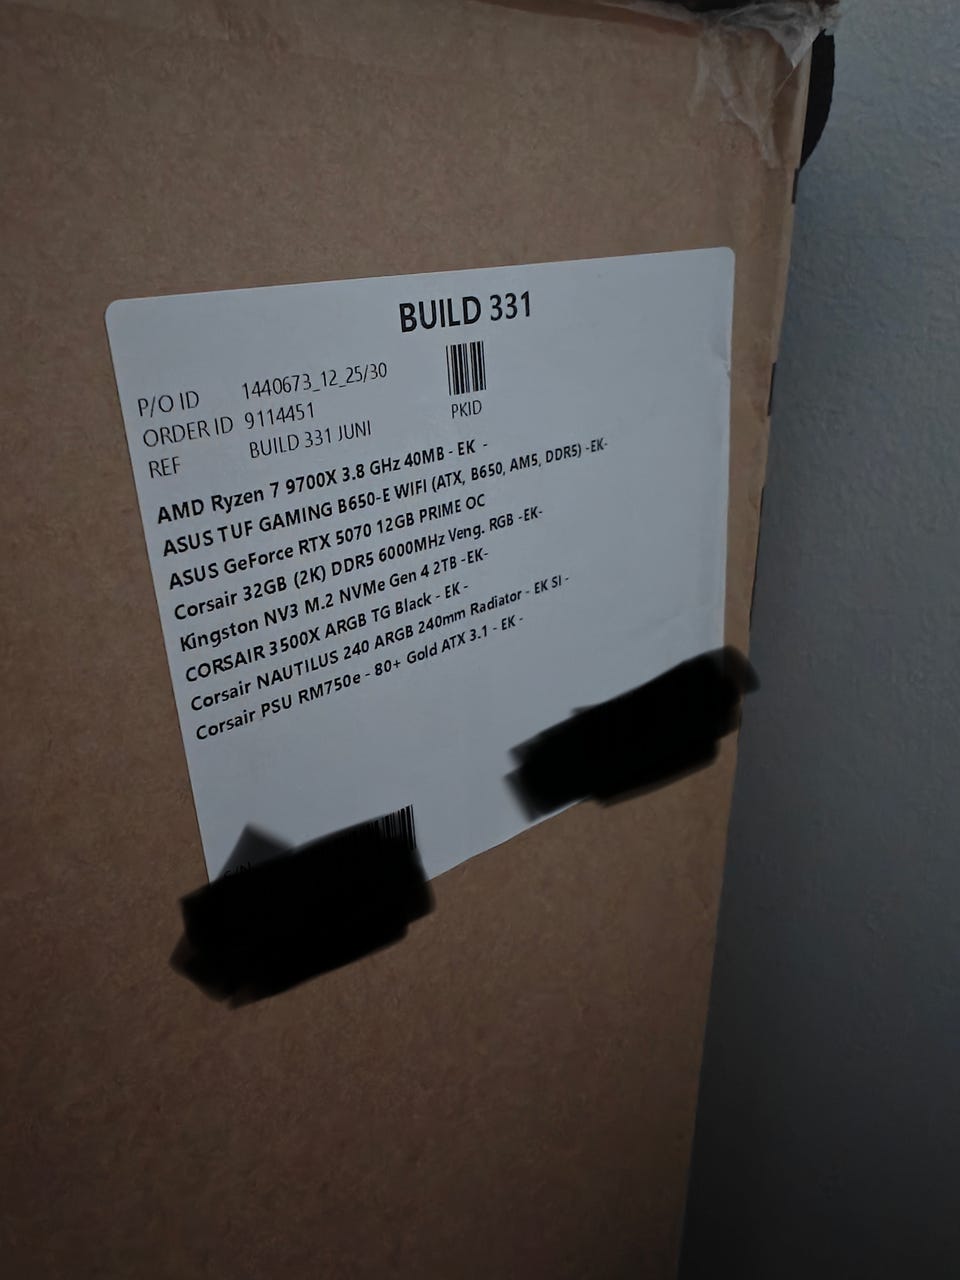 BUILD 331
P/O ID 1440673_12_25/30
ORDER ID 9114451
PKID
REF BUILD 331 JUNI
AMD Ryzen 7 9700X 3.8 GHz 40MB - EK -
ASUS TUF GAMING B650-E WIFI (ATX, B650, AM5, DDR5) -EK-
ASUS GeForce RTX 5070 12GB PRIME OC
Corsair 32GB (2K) DDR5 6000MHz Veng. RGB -EK-
Kingston NV3 M.2 NVMe Gen 4 2TB -EK-
CORSAIR 3500X ARGB TG Black - EK -
Corsair NAUTILUS 240 ARGB 240mm Radiator - EK SI -
Corsair PSU RM750e - 80+ Gold ATX 3.1 - EK -